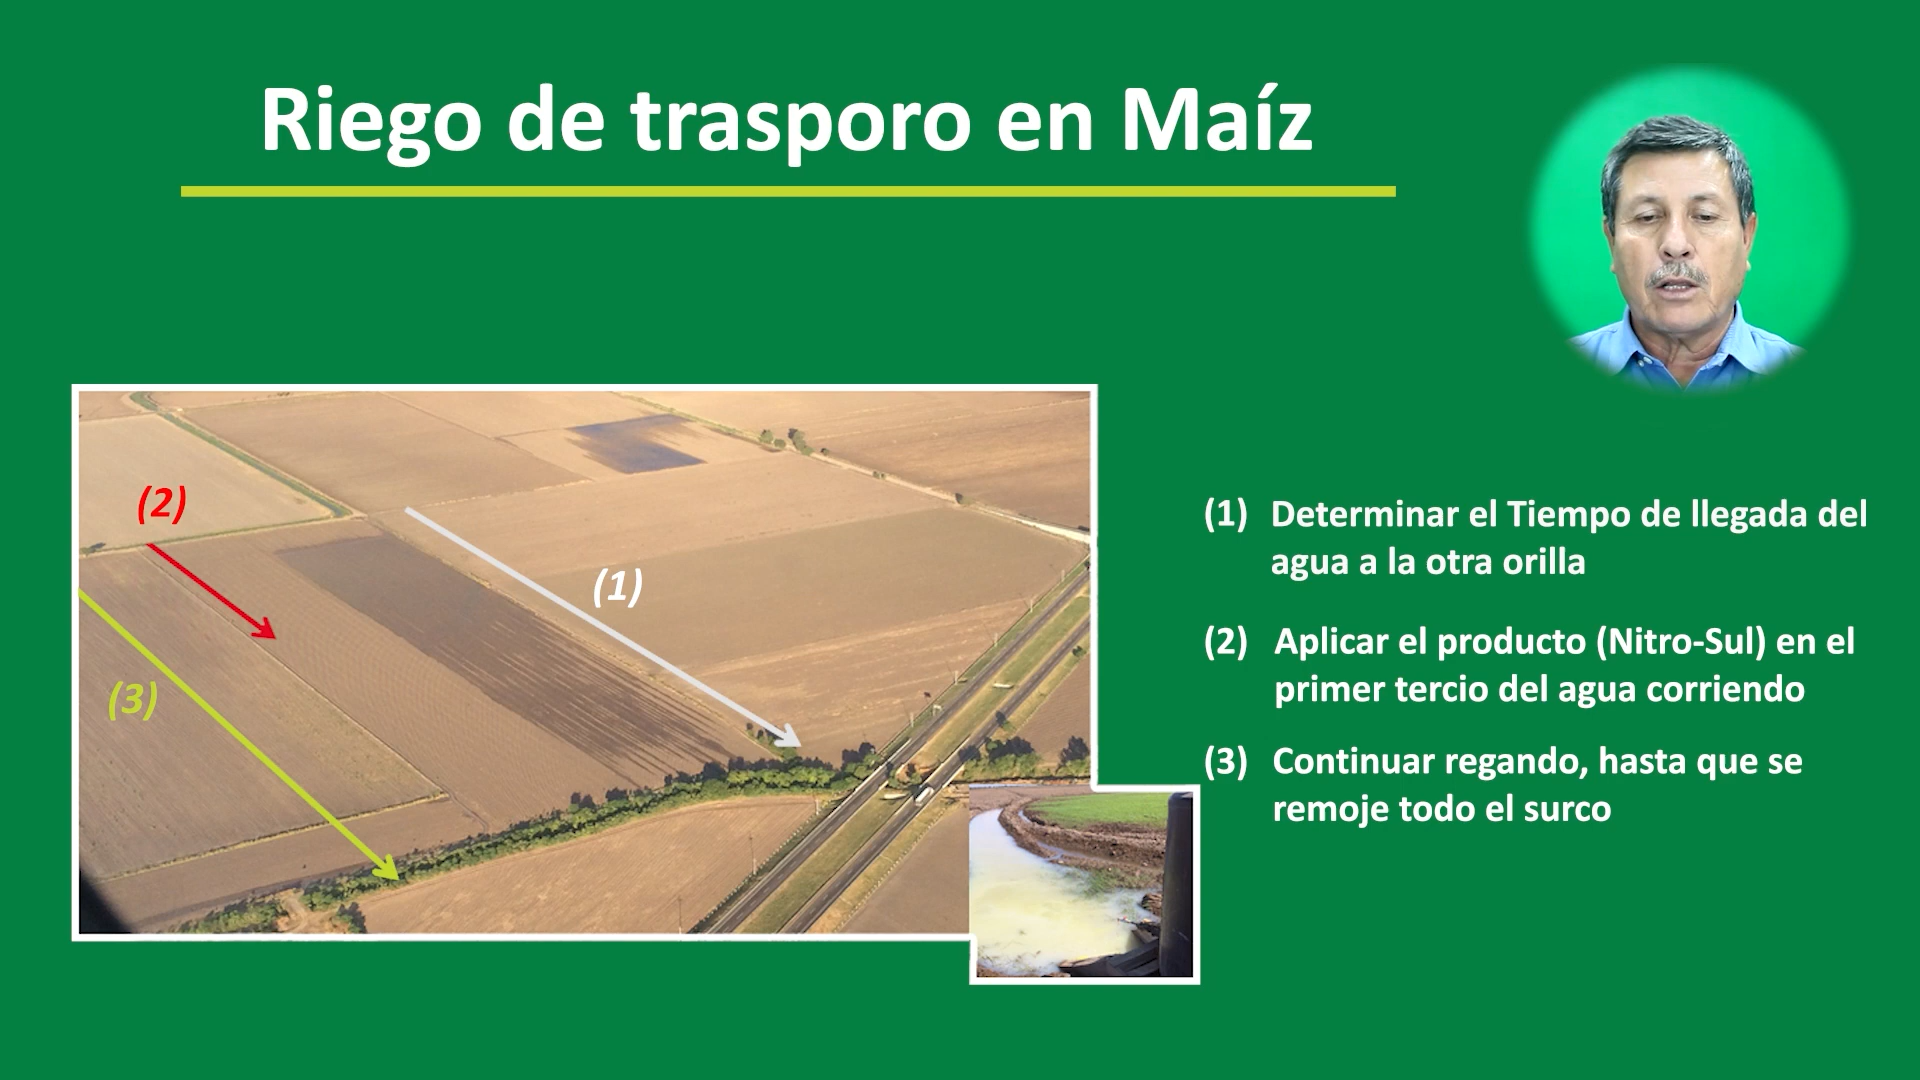 Riego de trasporo en Maíz
(2)
(1)
(3)
(1) Determinar el Tiempo de llegada del
agua a la otra orilla
(2) Aplicar el producto (Nitro-Sul) en el
primer tercio del agua corriendo
(3) Continuar regando, hasta que se
remoje todo el surco